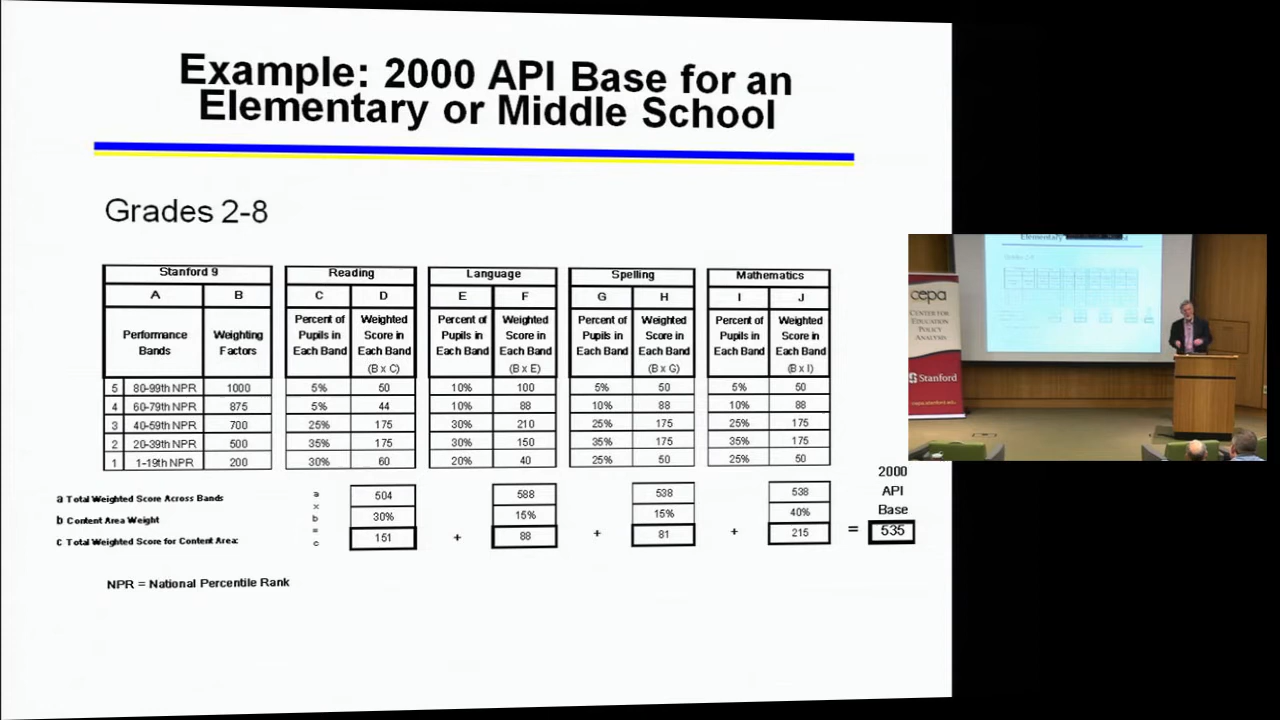 Example: 2000 API Base for an
Elementary or Middle School
Grades 2-8
Stanford 9 Reading Language Spelling Mathematics
A B C D E F G H I J
Performance Bands Weighting Factors Percent of Pupils in Each Band Weighted Score in Each Band (B x C) Percent of Pupils in Each Band Weighted Score in Each Band (B x E) Percent of Pupils in Each Band Weighted Score in Each Band (B x G) Percent of Pupils in Each Band Weighted Score in Each Band (B x I)
5 80-99th NPR 1000 5% 50 10% 100 5% 50 5% 50
4 60-79th NPR 875 5% 44 10% 88 10% 88 10% 88
3 40-59th NPR 700 25% 175 30% 210 25% 175 25% 175
2 20-39th NPR 500 35% 175 30% 150 35% 175 35% 175
1 1-19th NPR 200 30% 60 20% 40 25% 50 25% 50
a Total Weighted Score Across Bands a 504 588 538 538
x
b Content Area Weight b 30% 15% 15% 40%
=
c Total Weighted Score for Content Area: c 151 + 88 + 81 + 215 = 535
2000
API
Base
NPR = National Percentile Rank
Elementary
Grades 2-8
cepa
CENTER FOR
EDUCATION
POLICY
ANALYSIS
Stanford
cepa.stanford.edu